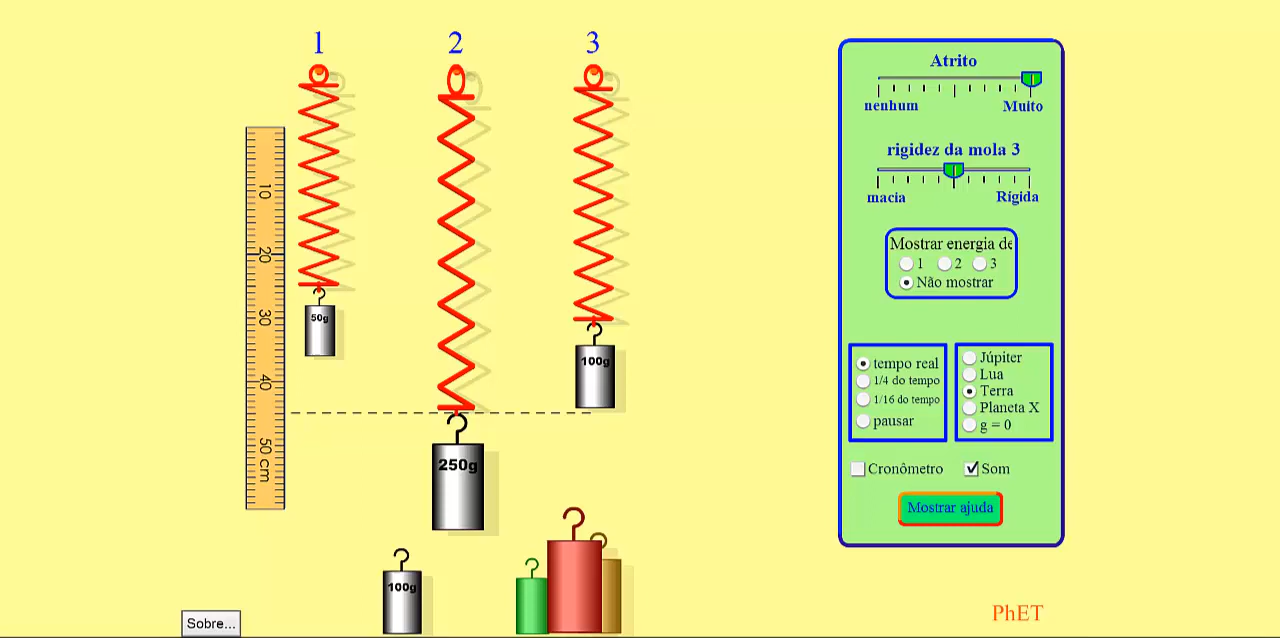 1 2 3
10
20
30
40
50 cm
50g
100g
250g
100g
Atrito
nenhum Muito
rigidez da mola 3
macia Rígida
Mostrar energia de
1 2 3
Não mostrar
tempo real
1/4 do tempo
1/16 do tempo
pausar
Júpiter
Lua
Terra
Planeta X
g = 0
Cronômetro Som
Mostrar ajuda
PhET
Sobre...